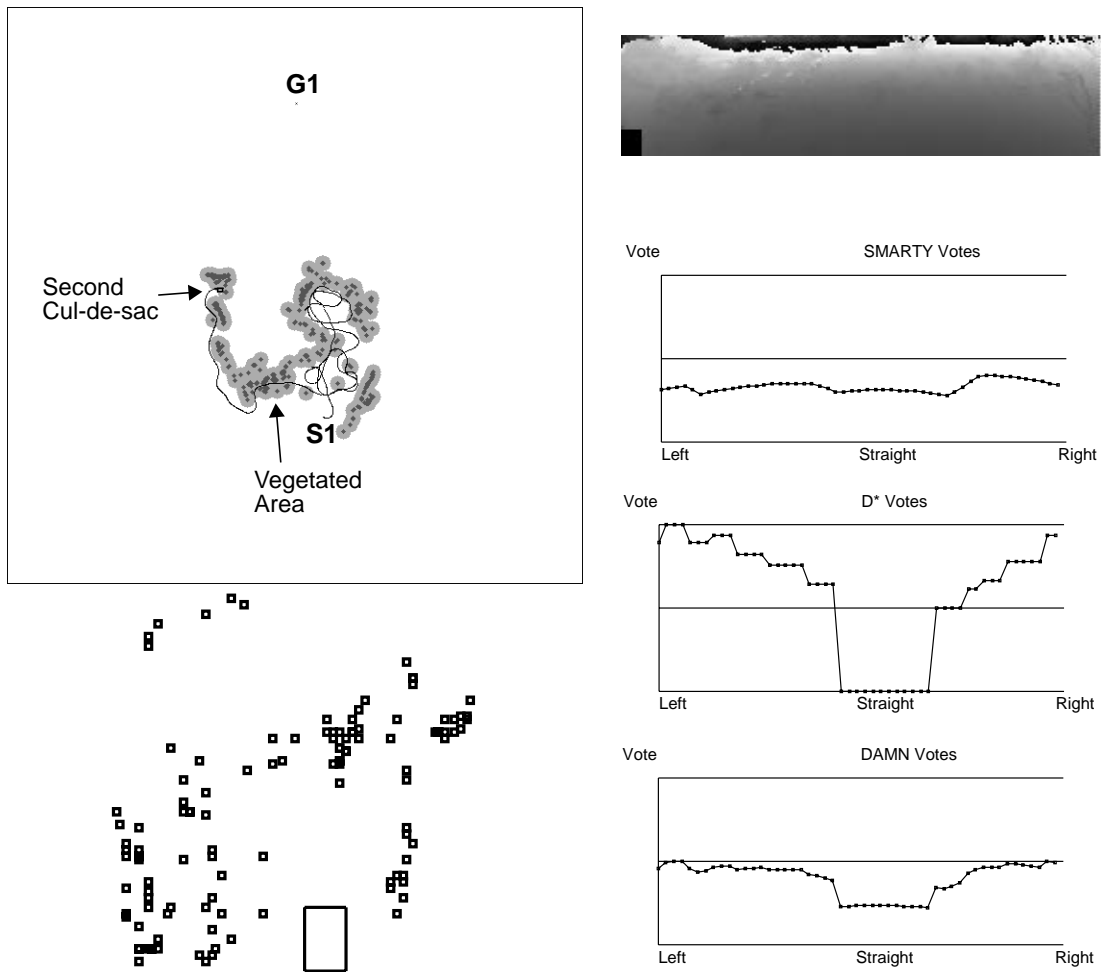 G1
Second
Cul-de-sac
S1
Vegetated
Area
Vote
SMARTY Votes
Left
Straight
Right
Vote
D* Votes
Left
Straight
Right
Vote
DAMN Votes
Left
Straight
Right